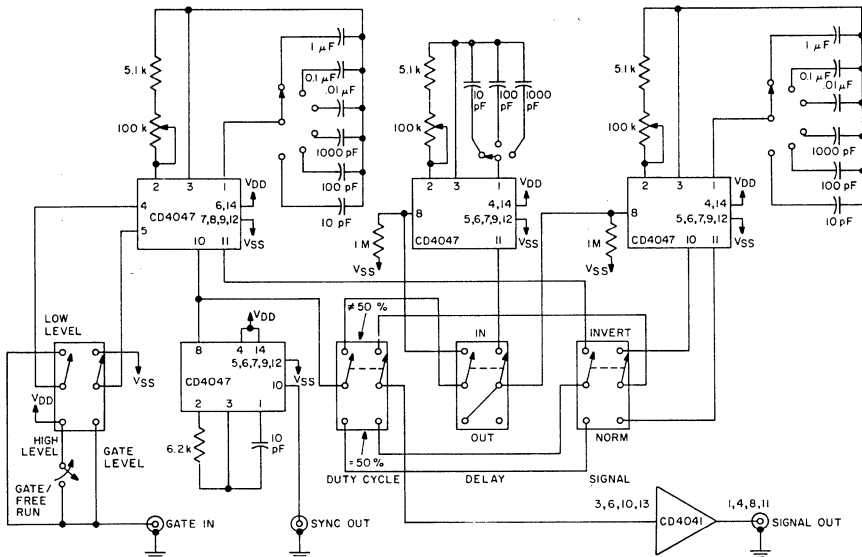 1 μF
0.1 μF
.01 μF
1000 pF
100 pF
10 pF
5.1 k
100 k
2
3
1
4
5
6,14
7,8,9,12
CD4047
10
11
VDD
VSS
5.1k
100 k
10 pF
100 pF
1000 pF
2
3
1
8
4,14
5,6,7,9,12
CD4047
11
VDD
VSS
1 M
VSS
1 μF
0.1 μF
.01 μF
1000 pF
100 pF
10 pF
5.1k
100 k
2
3
1
8
4,14
5,6,7,9,12
CD4047
10
11
VDD
VSS
1 M
VSS
LOW LEVEL
VSS
VDD
HIGH LEVEL
GATE LEVEL
GATE/ FREE RUN
GATE IN
VDD
8
4
14
5,6,7,9,12
CD4047
10
2
3
1
VSS
6.2k
10 pF
SYNC OUT
≠ 50 %
= 50%
DUTY CYCLE
IN
OUT
DELAY
INVERT
NORM
SIGNAL
3, 6, 10, 13
CD4041
1,4,8,11
SIGNAL OUT